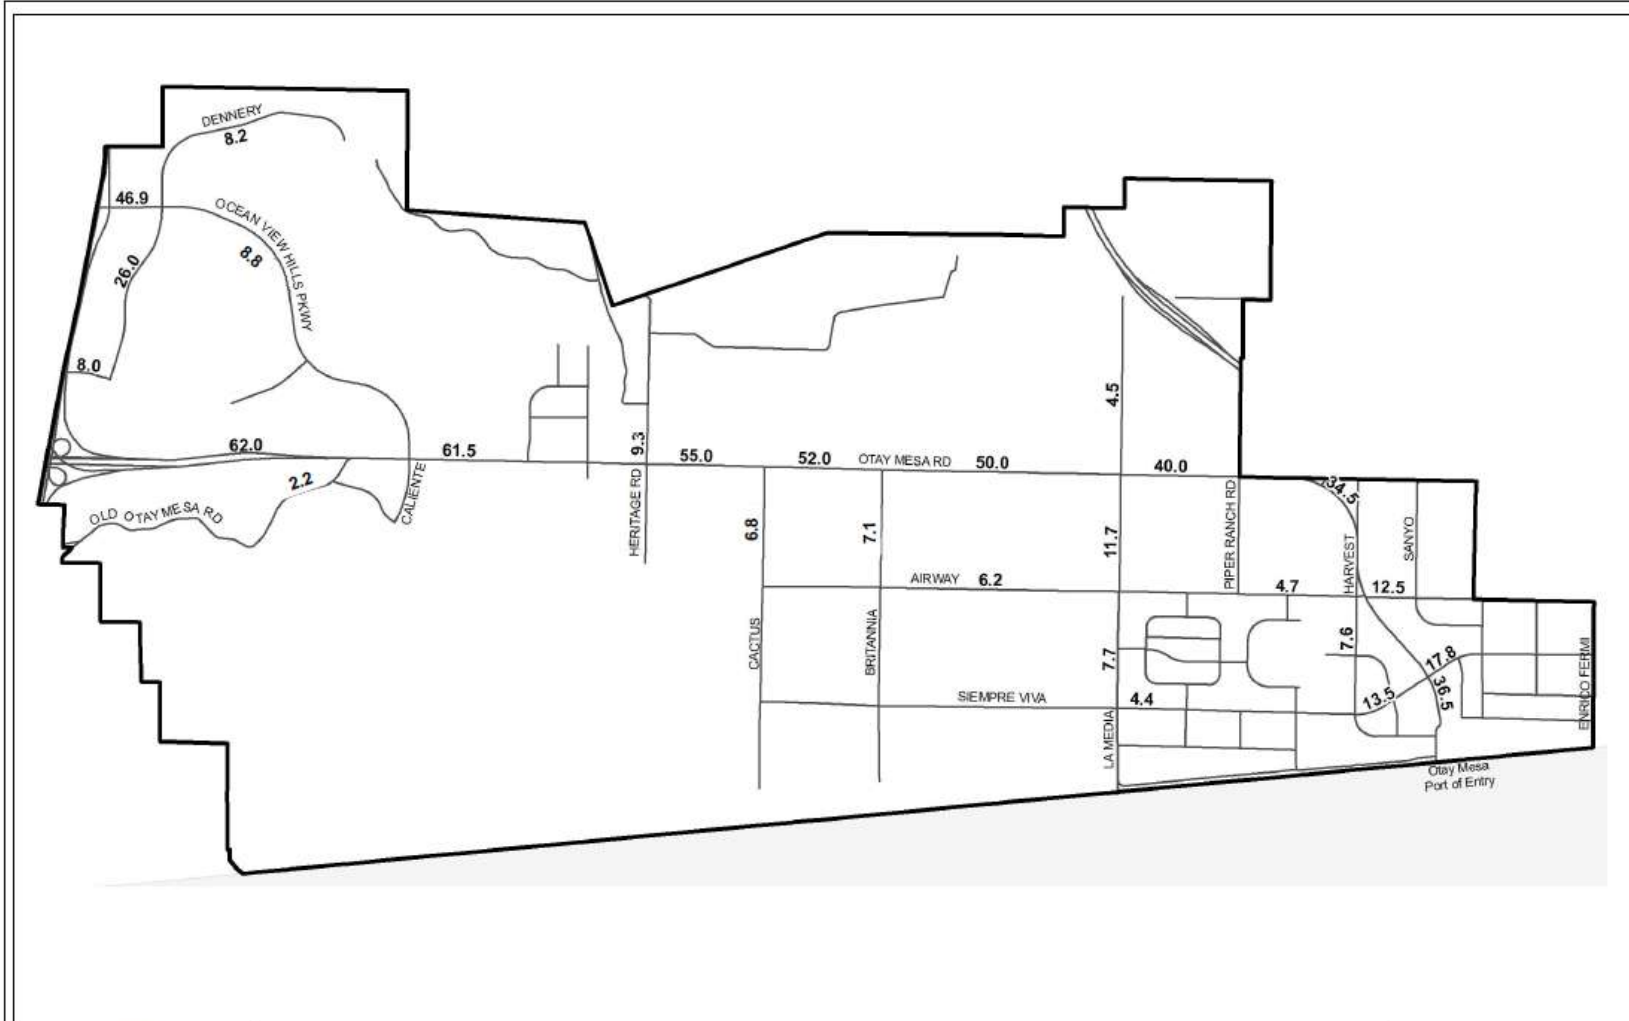 DENNERY
8.2
46.9
OCEAN VIEW HILLS PKWY
8.8
26.0
8.0
4.5
62.0
61.5
9.3
55.0
52.0
OTAY MESA RD
50.0
40.0
2.2
OLD OTAY MESA RD
CALIENTE
HERITAGE RD
6.8
7.1
11.7
PIPER RANCH RD
34.5
HARVEST
SANYO
AIRWAY
6.2
4.7
12.5
CACTUS
BRITANNIA
7.7
7.6
17.8
ENRICO FERMI
SIEMPRE VIVA
4.4
13.5
36.5
LA MEDIA
Otay Mesa
Port of Entry